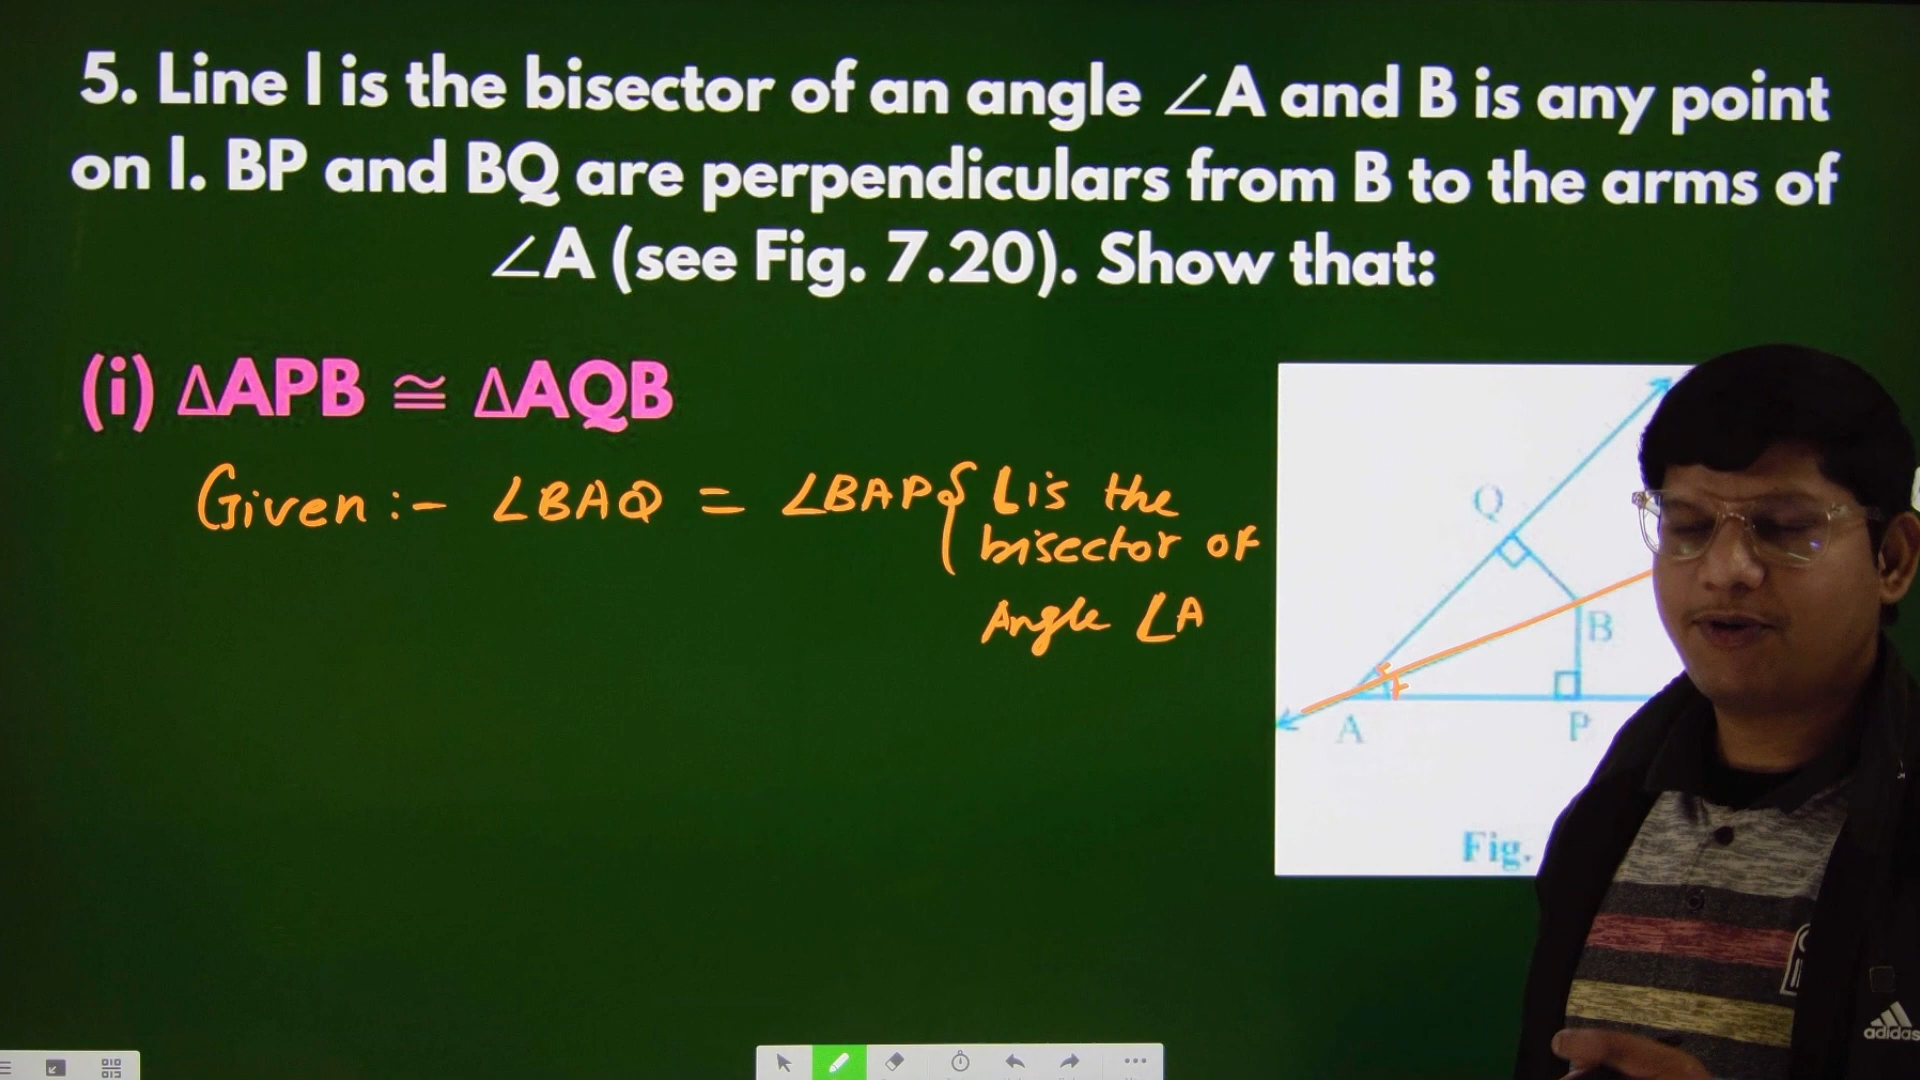 5. Line l is the bisector of an angle ∠A and B is any point
on l. BP and BQ are perpendiculars from B to the arms of
∠A (see Fig. 7.20). Show that:
(i) ΔAPB ≅ ΔAQB
Given :- ∠BAQ = ∠BAP { L is the
bisector of
Angle ∠A
Q
B
A
P
Fig.
adidas